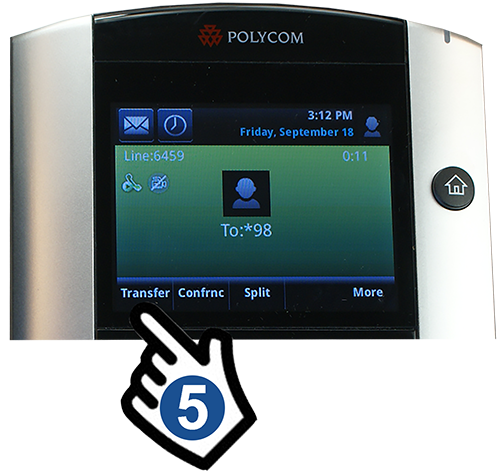 POLYCOM
3:12 PM
Friday, September 18
Line:6459 0:11
To:*98
Transfer Confrnc Split More
5